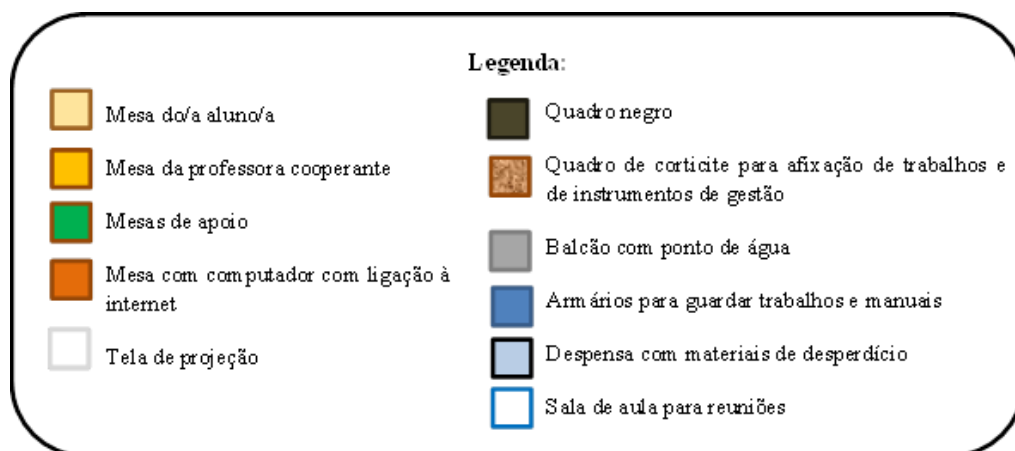 Legenda:
Mesa do/a aluno/a
Mesa da professora cooperante
Mesas de apoio
Mesa com computador com ligação à
internet
Tela de projeção
Quadro negro
Quadro de corticite para afixação de trabalhos e
de instrumentos de gestão
Balcão com ponto de água
Armários para guardar trabalhos e manuais
Despensa com materiais de desperdício
Sala de aula para reuniões